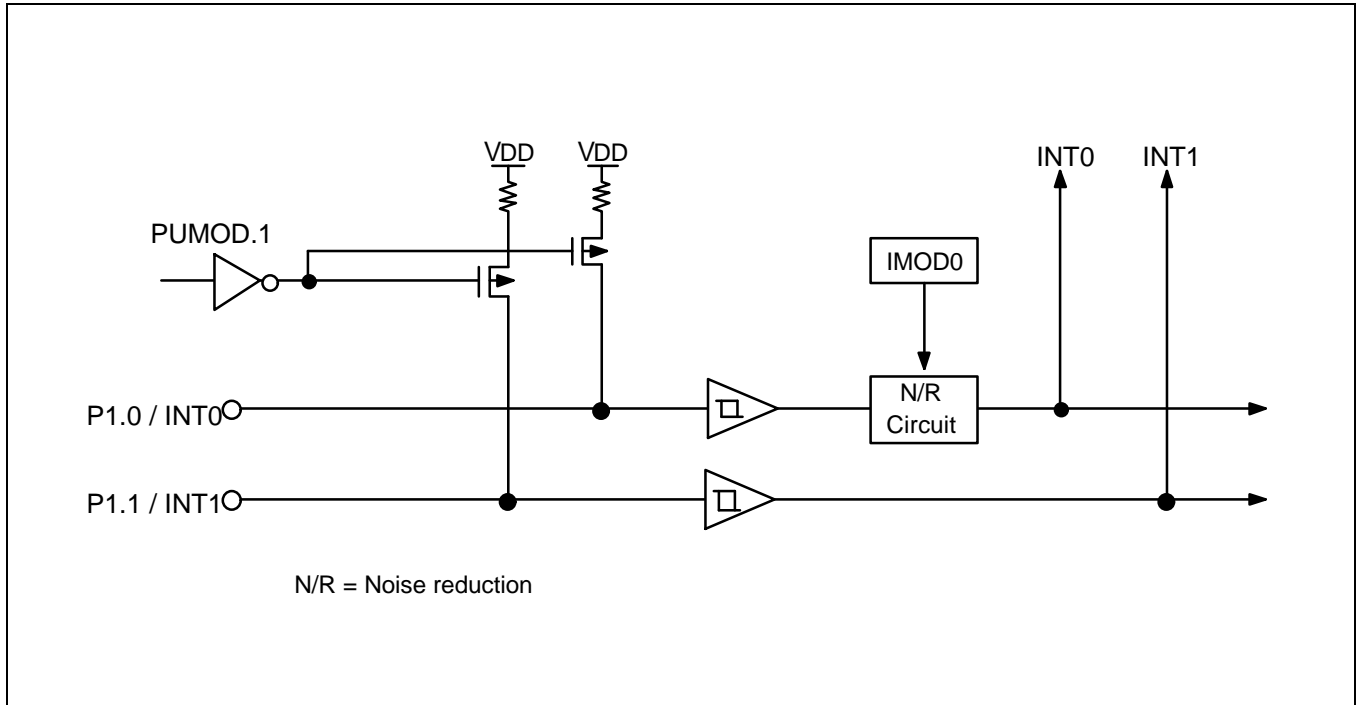 VDD VDD
INT0 INT1
PUMOD.1
IMOD0
P1.0 / INT0
N/R
Circuit
P1.1 / INT1
N/R = Noise reduction